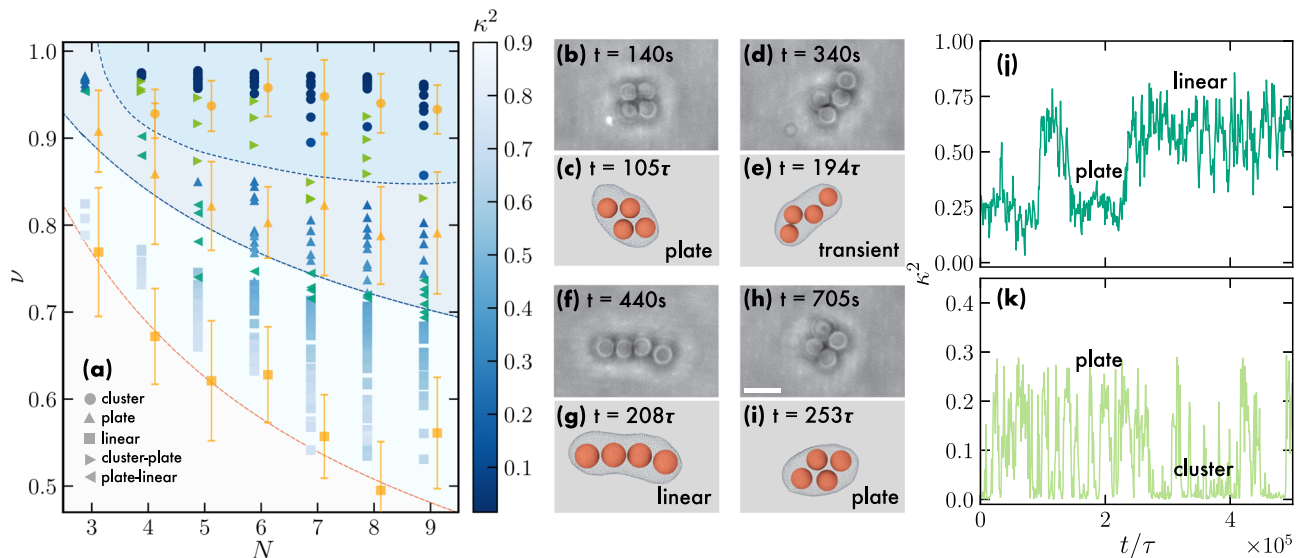 κ²
0.9
0.8
0.7
0.6
0.5
0.4
0.3
0.2
0.1
1.0
0.9
0.8
0.7
0.6
0.5
ν
(a)
cluster
plate
linear
cluster-plate
plate-linear
3 4 5 6 7 8 9
N
(b) t = 140s
(c) t = 105τ
plate
(d) t = 340s
(e) t = 194τ
transient
(f) t = 440s
(g) t = 208τ
linear
(h) t = 705s
(i) t = 253τ
plate
1.00
0.75
0.50
0.25
0.00
(j)
linear
plate
κ²
0.4
0.3
0.2
0.1
0.0
(k)
plate
cluster
0 2 4
t/τ
×10⁵